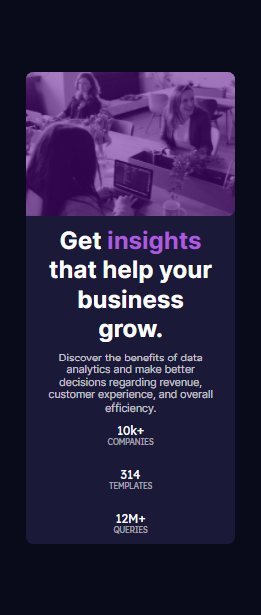 Get insights
that help your
business
grow.
Discover the benefits of data
analytics and make better
decisions regarding revenue,
customer experience, and overall
efficiency.
10k+
COMPANIES
314
TEMPLATES
12M+
QUERIES